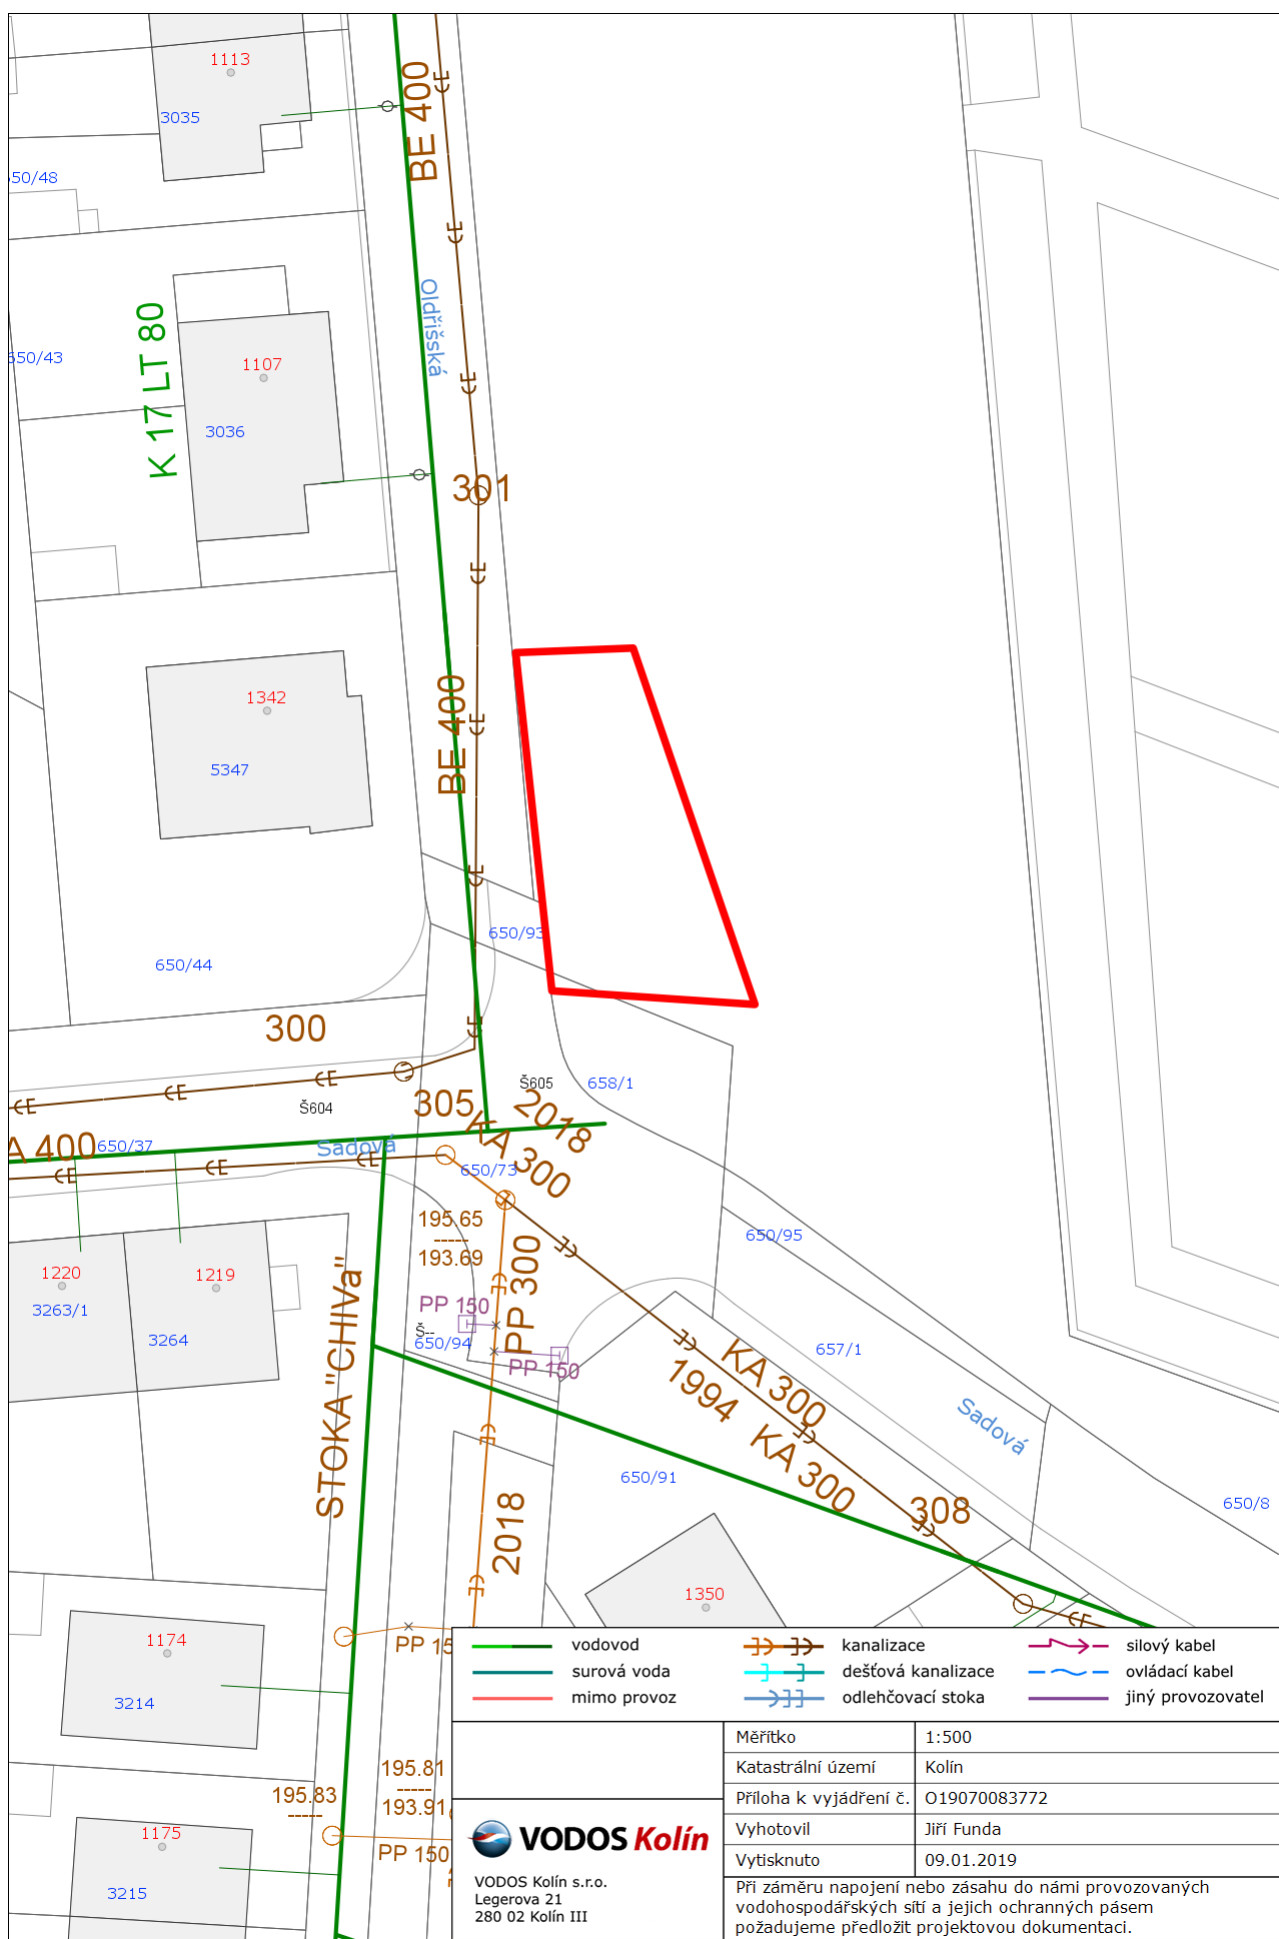 1113
3035
50/48
BE 400
Oldřišská
K 17 LT 80
650/43
1107
3036
301
1342
5347
BE 400
650/93
650/44
300
Š605
658/1
Š604
305
2018
A 400
650/37
Sadová
KA 300
650/73
195.65
-----
193.69
650/95
1220
1219
3263/1
3264
PP 300
PP 150
Š--
650/94
PP 150
STOKA "CHIVa"
657/1
KA 300
1994
KA 300
Sadová
650/91
308
650/8
2018
1350
1174
3214
PP 15
195.81
-----
193.91
195.83
-----
1175
3215
PP 150
vodovod
kanalizace
silový kabel
surová voda
dešťová kanalizace
ovládací kabel
mimo provoz
odlehčovací stoka
jiný provozovatel
Měřítko 1:500
Katastrální území Kolín
Příloha k vyjádření č. O19070083772
Vyhotovil Jiří Funda
Vytisknuto 09.01.2019
VODOS Kolín
VODOS Kolín s.r.o.
Legerova 21
280 02 Kolín III
Při záměru napojení nebo zásahu do námi provozovaných
vodohospodářských sítí a jejich ochranných pásem
požadujeme předložit projektovou dokumentaci.